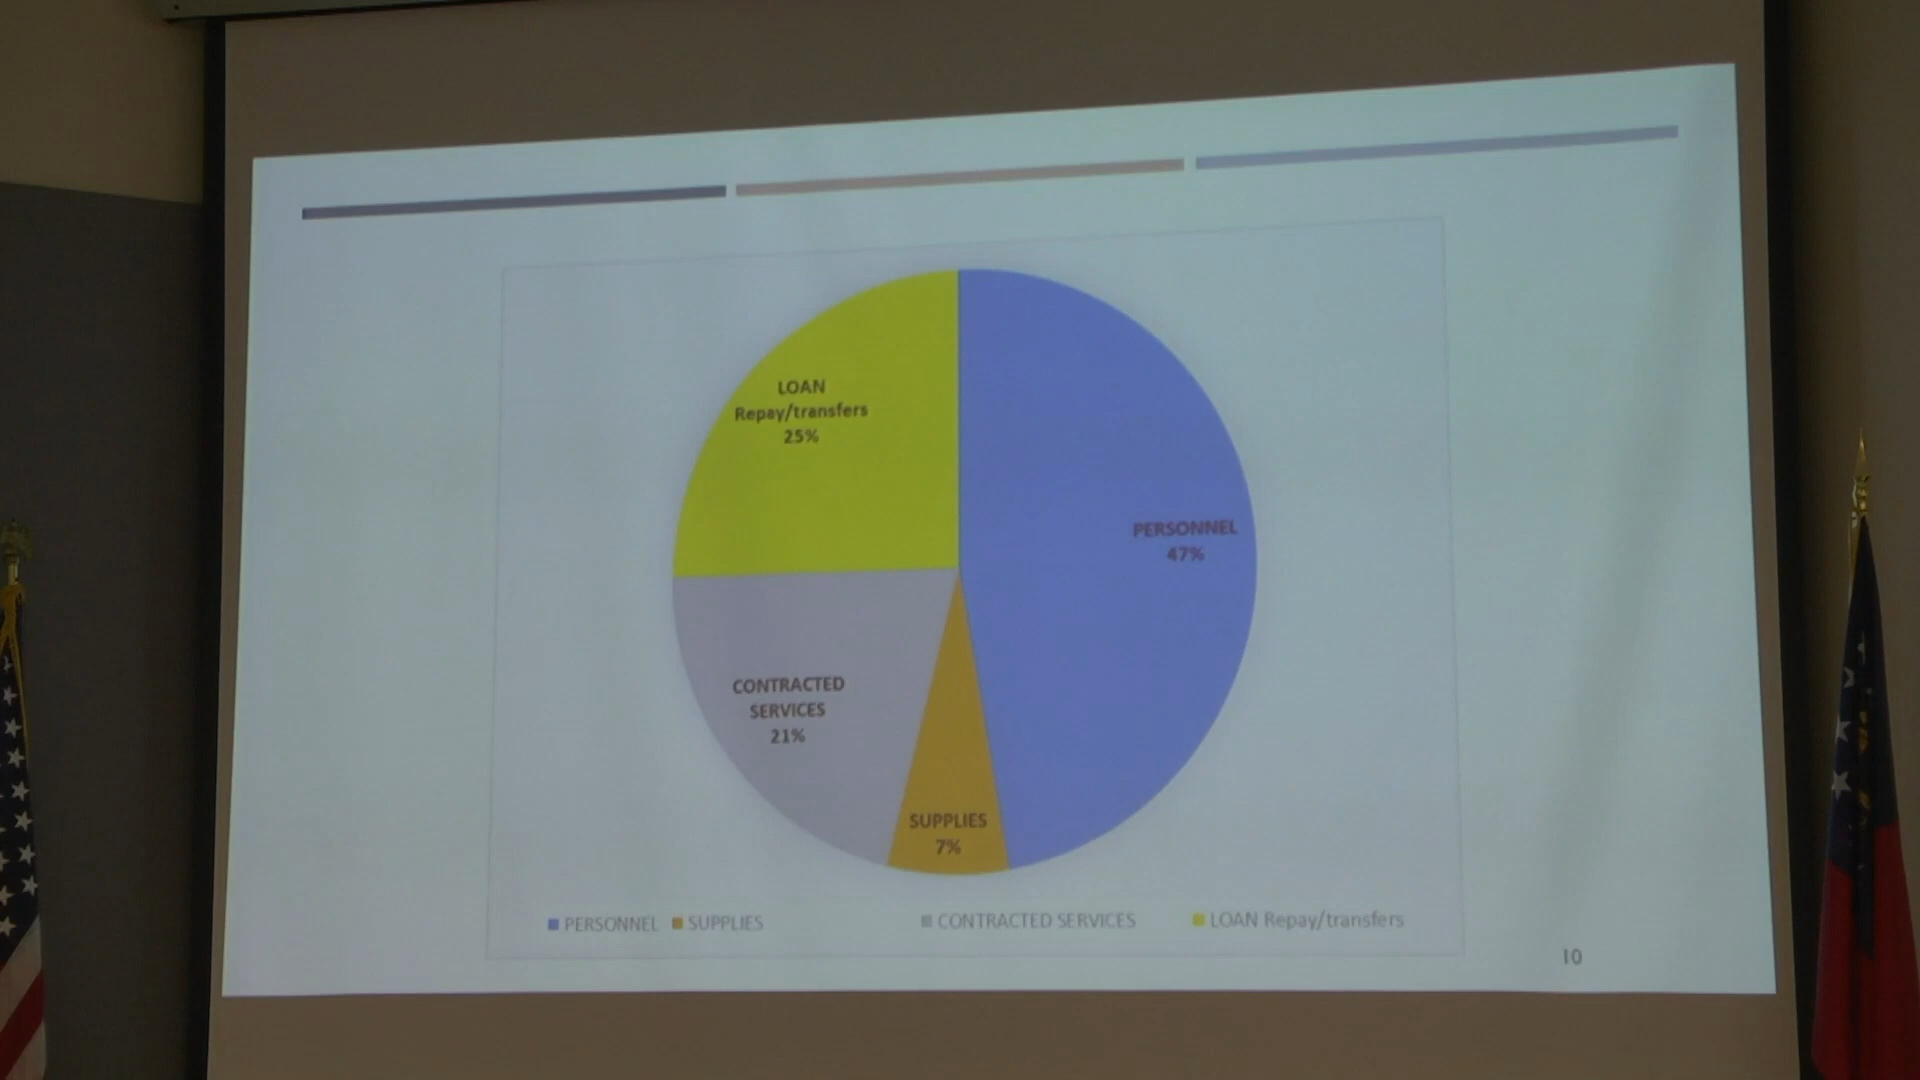 LOAN
Repay/transfers
25%
PERSONNEL
47%
CONTRACTED
SERVICES
21%
SUPPLIES
7%
PERSONNEL SUPPLIES CONTRACTED SERVICES LOAN Repay/transfers
10